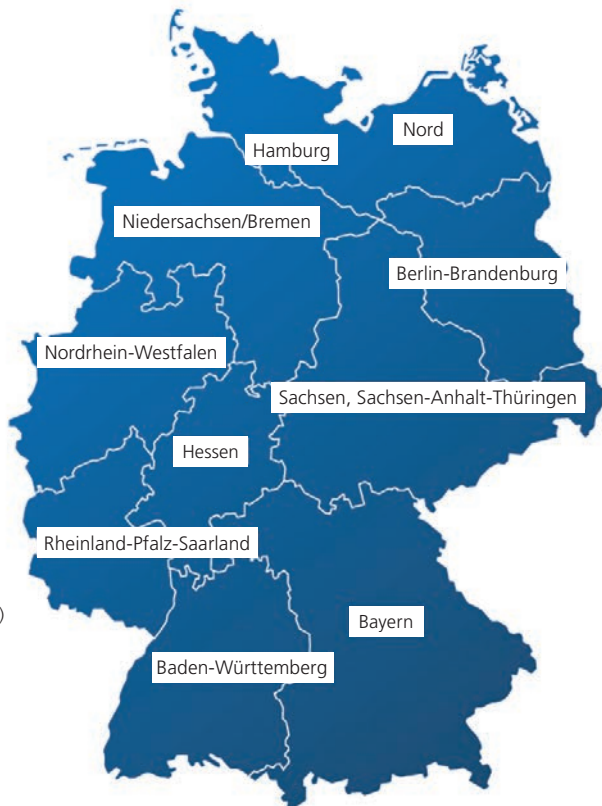 Nord
Hamburg
Niedersachsen/Bremen
Berlin-Brandenburg
Nordrhein-Westfalen
Sachsen, Sachsen-Anhalt-Thüringen
Hessen
Rheinland-Pfalz-Saarland
)
Bayern
Baden-Württemberg